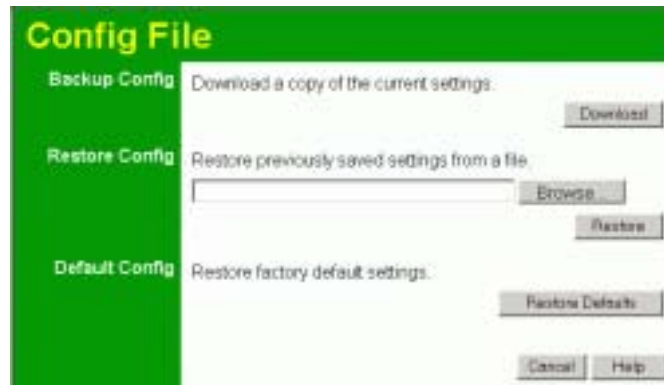 Config File
Backup Config
Download a copy of the current settings.
Download
Restore Config
Restore previously saved settings from a file.
Browse...
Restore
Default Config
Restore factory default settings.
Restore Defaults
Cancel
Help